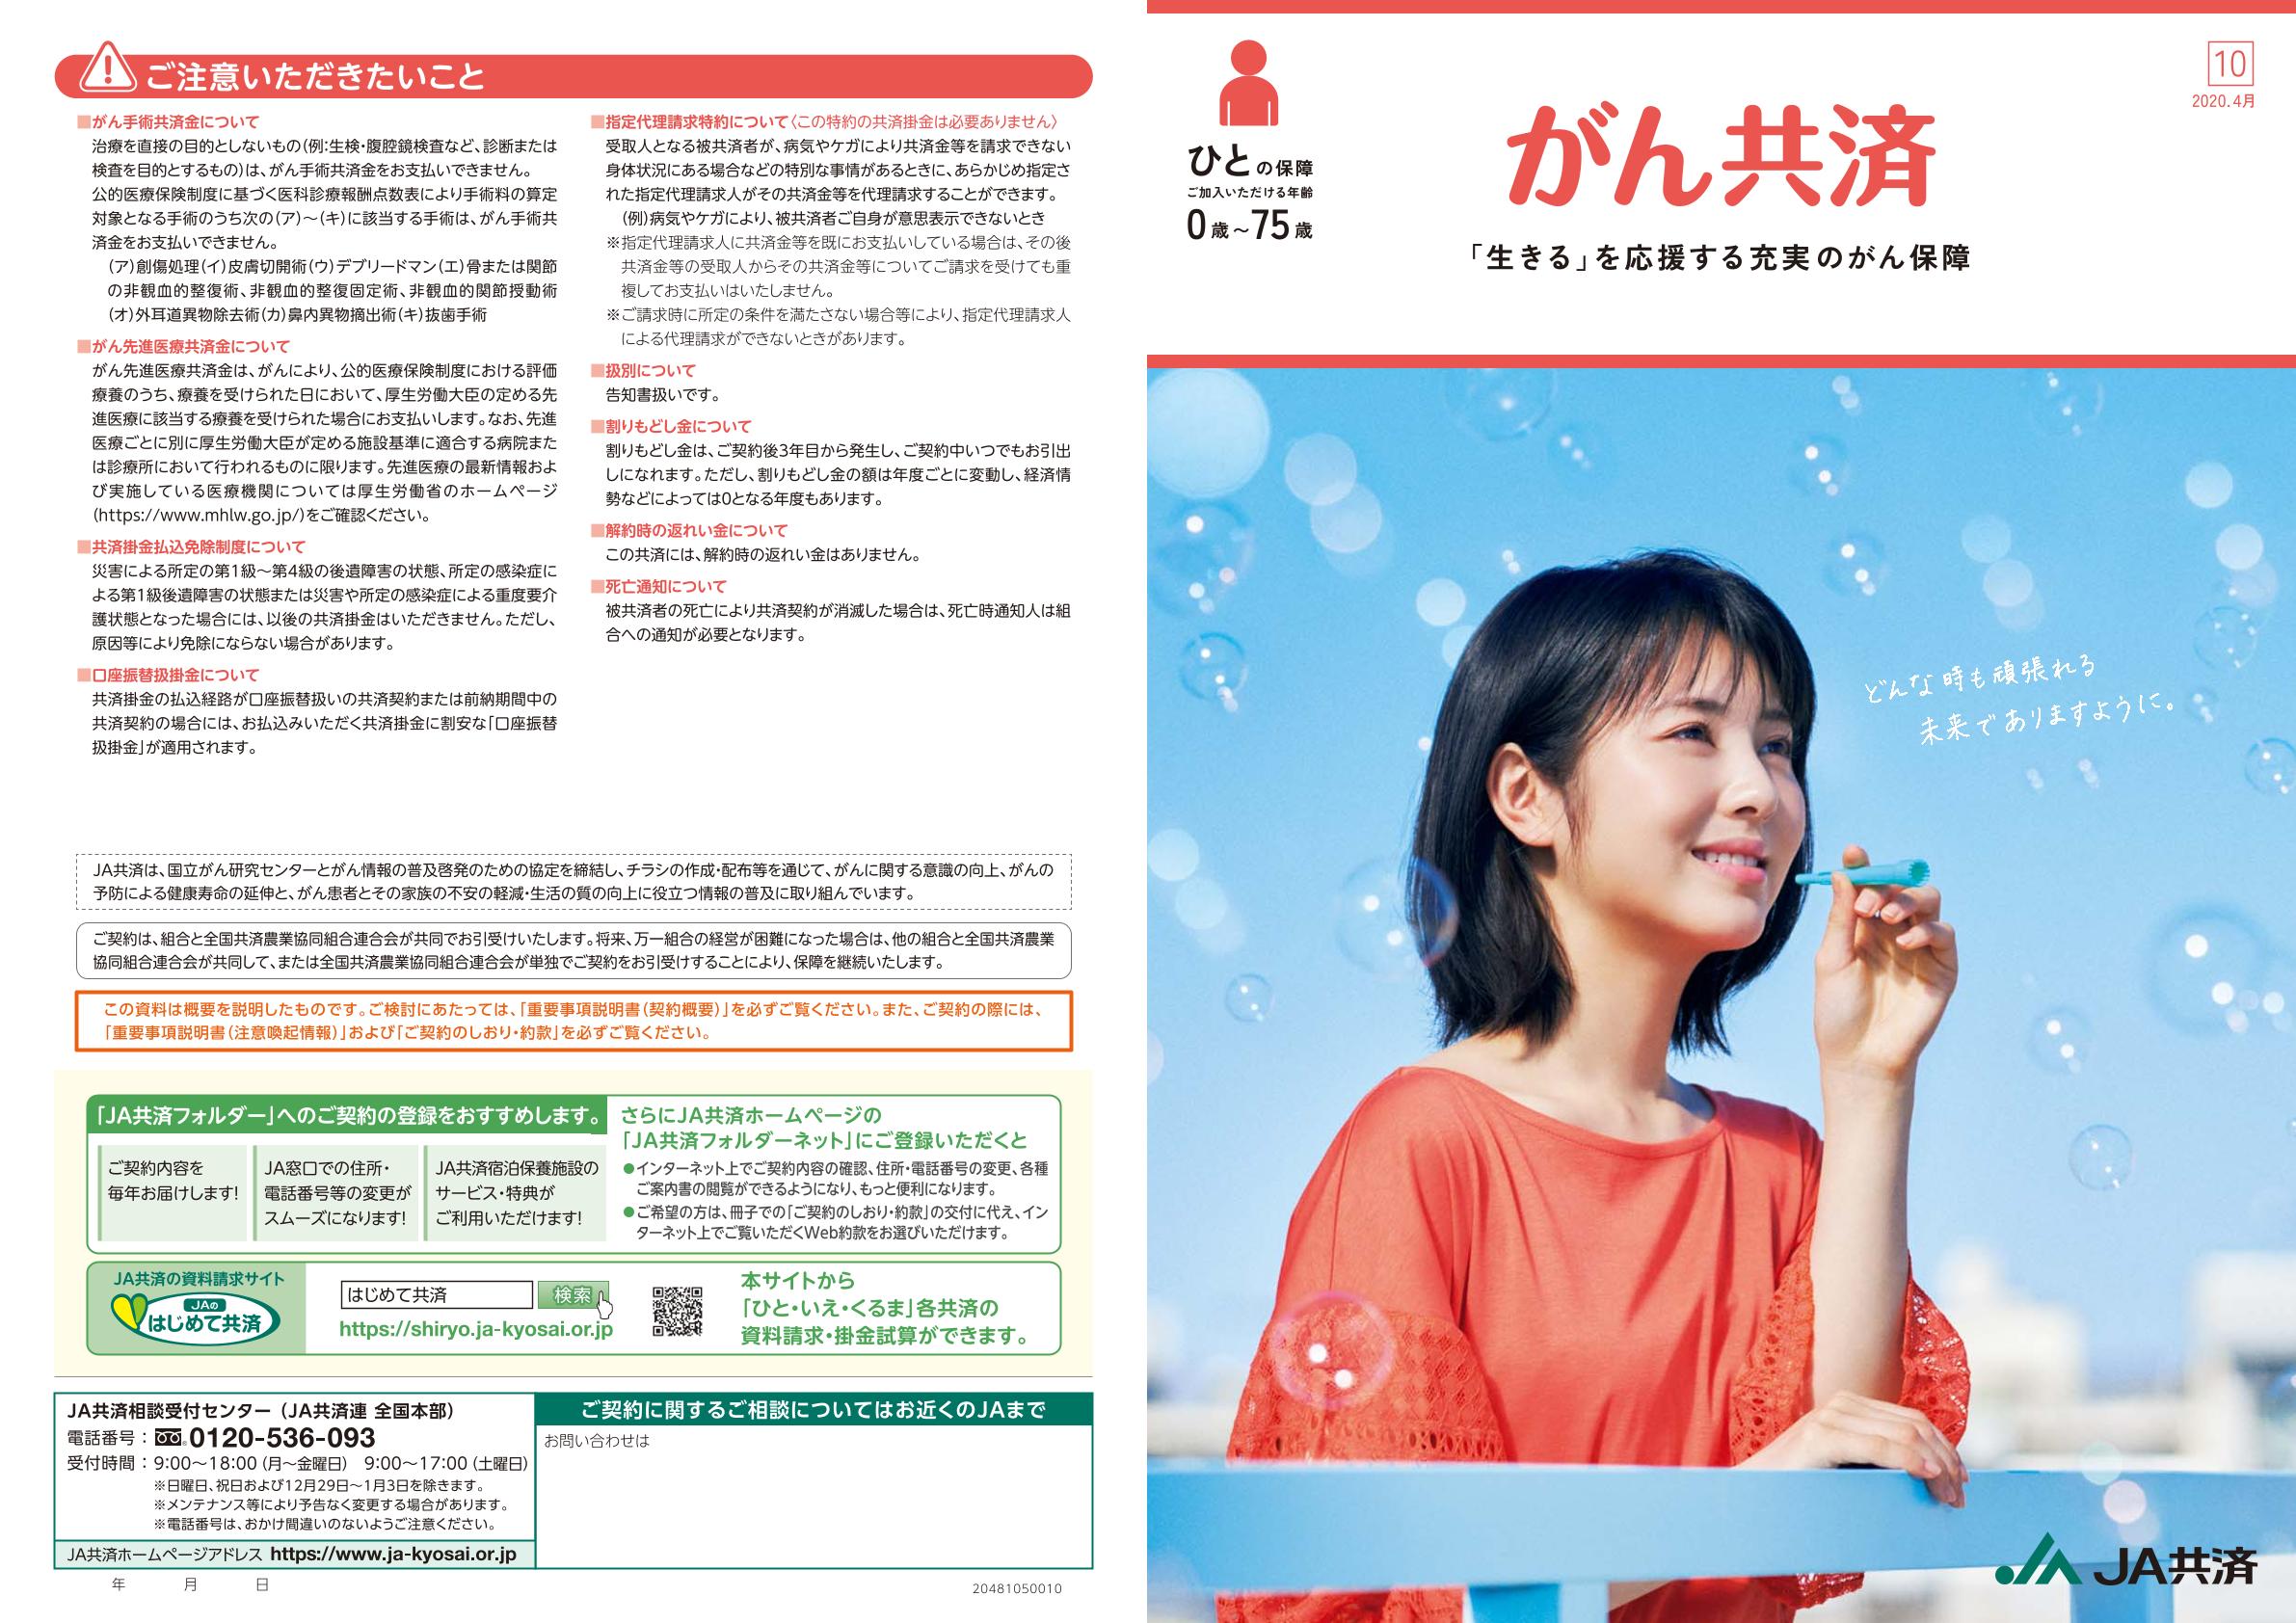 ご注意いただきたいこと
■がん手術共済金について
治療を直接の目的としないもの(例:生検・腹腔鏡検査など、診断または
検査を目的とするもの)は、がん手術共済金をお支払いできません。
公的医療保険制度に基づく医科診療報酬点数表により手術料の算定
対象となる手術のうち次の(ア)〜(キ)に該当する手術は、がん手術共
済金をお支払いできません。
(ア)創傷処理(イ)皮膚切開術(ウ)デブリードマン(エ)骨または関節
の非観血的整復術、非観血的整復固定術、非観血的関節授動術
(オ)外耳道異物除去術(カ)鼻内異物摘出術(キ)抜歯手術
■がん先進医療共済金について
がん先進医療共済金は、がんにより、公的医療保険制度における評価
療養のうち、療養を受けられた日において、厚生労働大臣の定める先
進医療に該当する療養を受けられた場合にお支払いします。なお、先進
医療ごとに別に厚生労働大臣が定める施設基準に適合する病院また
は診療所において行われるものに限ります。先進医療の最新情報およ
び実施している医療機関については厚生労働省のホームページ
(https://www.mhlw.go.jp/)をご確認ください。
■共済掛金払込免除制度について
災害による所定の第1級〜第4級の後遺障害の状態、所定の感染症に
よる第1級後遺障害の状態または災害や所定の感染症による重度要介
護状態となった場合には、以後の共済掛金はいただきません。ただし、
原因等により免除にならない場合があります。
■口座振替扱掛金について
共済掛金の払込経路が口座振替扱いの共済契約または前納期間中の
共済契約の場合には、お払込みいただく共済掛金に割安な「口座振替
扱掛金」が適用されます。
■指定代理請求特約について〈この特約の共済掛金は必要ありません〉
受取人となる被共済者が、病気やケガにより共済金等を請求できない
身体状況にある場合などの特別な事情があるときに、あらかじめ指定さ
れた指定代理請求人がその共済金等を代理請求することができます。
(例)病気やケガにより、被共済者ご自身が意思表示できないとき
※指定代理請求人に共済金等を既にお支払いしている場合は、その後
共済金等の受取人からその共済金等についてご請求を受けても重
複してお支払いはいたしません。
※ご請求時に所定の条件を満たさない場合等により、指定代理請求人
による代理請求ができないときがあります。
■扱別について
告知書扱いです。
■割りもどし金について
割りもどし金は、ご契約後3年目から発生し、ご契約中いつでもお引出
しになれます。ただし、割りもどし金の額は年度ごとに変動し、経済情
勢などによっては0となる年度もあります。
■解約時の返れい金について
この共済には、解約時の返れい金はありません。
■死亡通知について
被共済者の死亡により共済契約が消滅した場合は、死亡時通知人は組
合への通知が必要となります。
JA共済は、国立がん研究センターとがん情報の普及啓発のための協定を締結し、チラシの作成・配布等を通じて、がんに関する意識の向上、がんの
予防による健康寿命の延伸と、がん患者とその家族の不安の軽減・生活の質の向上に役立つ情報の普及に取り組んでいます。
ご契約は、組合と全国共済農業協同組合連合会が共同でお引受けいたします。将来、万一組合の経営が困難になった場合は、他の組合と全国共済農業
協同組合連合会が共同して、または全国共済農業協同組合連合会が単独でご契約をお引受けすることにより、保障を継続いたします。
この資料は概要を説明したものです。ご検討にあたっては、「重要事項説明書(契約概要)」を必ずご覧ください。また、ご契約の際には、
「重要事項説明書(注意喚起情報)」および「ご契約のしおり・約款」を必ずご覧ください。
「JA共済フォルダー」へのご契約の登録をおすすめします。
ご契約内容を
毎年お届けします!
JA窓口での住所・
電話番号等の変更が
スムーズになります!
JA共済宿泊保養施設の
サービス・特典が
ご利用いただけます!
さらにJA共済ホームページの
「JA共済フォルダーネット」にご登録いただくと
●インターネット上でご契約内容の確認、住所・電話番号の変更、各種
ご案内書の閲覧ができるようになり、もっと便利になります。
●ご希望の方は、冊子での「ご契約のしおり・約款」の交付に代え、イン
ターネット上でご覧いただくWeb約款をお選びいただけます。
JA共済の資料請求サイト
JAの
はじめて共済
はじめて共済 検索
https://shiryo.ja-kyosai.or.jp
本サイトから
「ひと・いえ・くるま」各共済の
資料請求・掛金試算ができます。
JA共済相談受付センター(JA共済連 全国本部)
電話番号:0120-536-093
受付時間:9:00〜18:00(月〜金曜日) 9:00〜17:00(土曜日)
※日曜日、祝日および12月29日〜1月3日を除きます。
※メンテナンス等により予告なく変更する場合があります。
※電話番号は、おかけ間違いのないようご注意ください。
JA共済ホームページアドレス https://www.ja-kyosai.or.jp
ご契約に関するご相談についてはお近くのJAまで
お問い合わせは
年 月 日
20481050010
ひとの保障
ご加入いただける年齢
0歳〜75歳
10
2020.4月
がん共済
「生きる」を応援する充実のがん保障
どんな時も頑張れる
未来でありますように。
JA共済